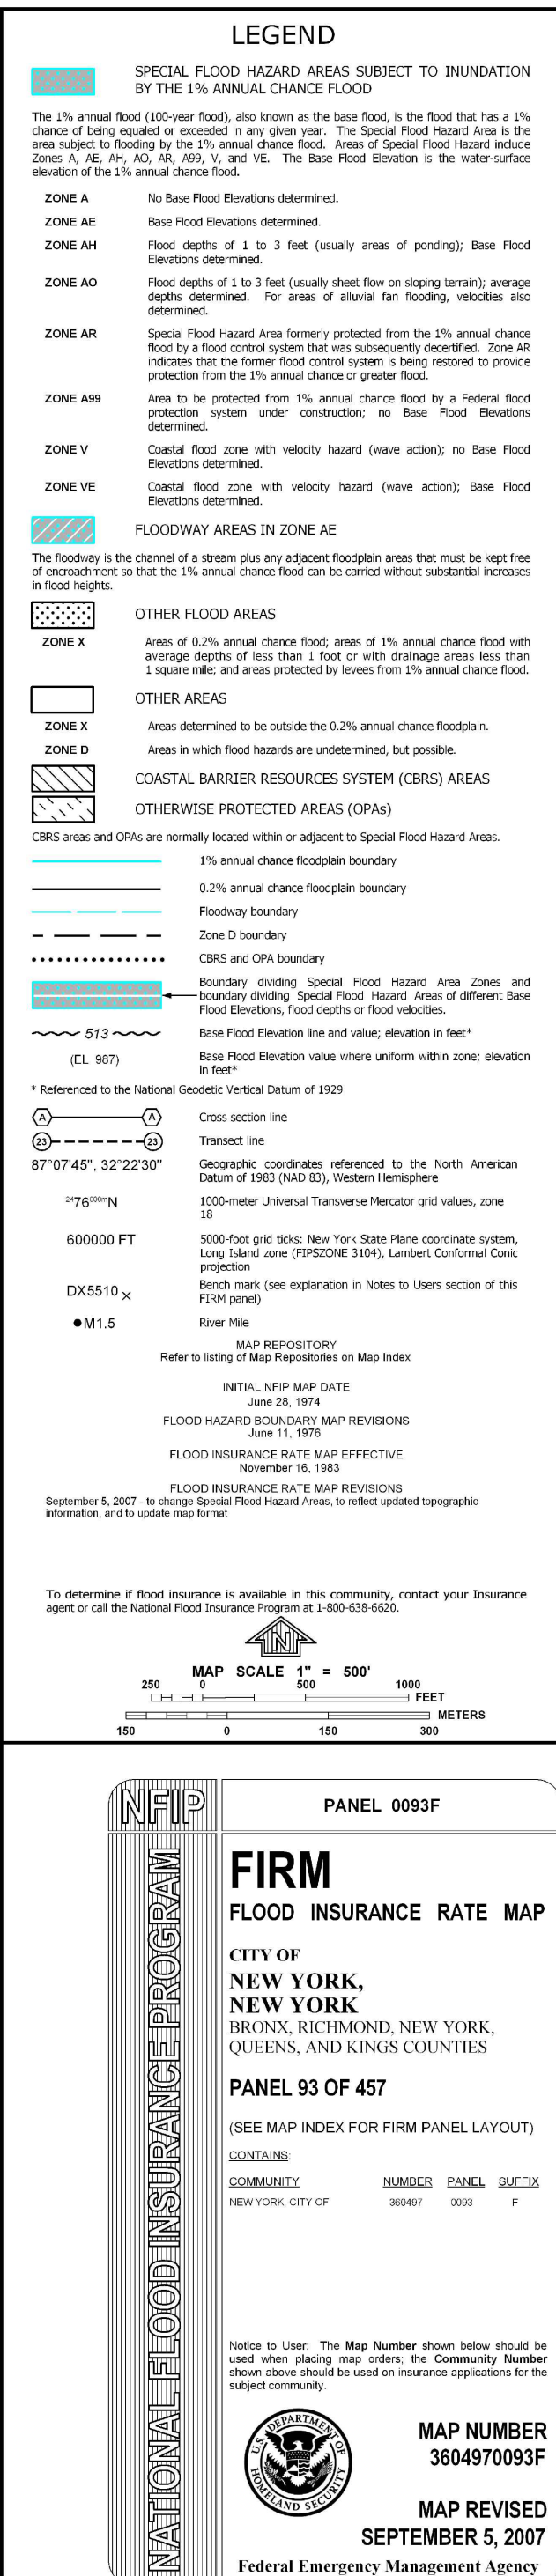 LEGEND
SPECIAL FLOOD HAZARD AREAS SUBJECT TO INUNDATION
BY THE 1% ANNUAL CHANCE FLOOD
The 1% annual flood (100-year flood), also known as the base flood, is the flood that has a 1%
chance of being equaled or exceeded in any given year. The Special Flood Hazard Area is the
area subject to flooding by the 1% annual chance flood. Areas of Special Flood Hazard include
Zones A, AE, AH, AO, AR, A99, V, and VE. The Base Flood Elevation is the water-surface
elevation of the 1% annual chance flood.
ZONE A No Base Flood Elevations determined.
ZONE AE Base Flood Elevations determined.
ZONE AH Flood depths of 1 to 3 feet (usually areas of ponding); Base Flood
Elevations determined.
ZONE AO Flood depths of 1 to 3 feet (usually sheet flow on sloping terrain); average
depths determined. For areas of alluvial fan flooding, velocities also
determined.
ZONE AR Special Flood Hazard Area formerly protected from the 1% annual chance
flood by a flood control system that was subsequently decertified. Zone AR
indicates that the former flood control system is being restored to provide
protection from the 1% annual chance or greater flood.
ZONE A99 Area to be protected from 1% annual chance flood by a Federal flood
protection system under construction; no Base Flood Elevations
determined.
ZONE V Coastal flood zone with velocity hazard (wave action); no Base Flood
Elevations determined.
ZONE VE Coastal flood zone with velocity hazard (wave action); Base Flood
Elevations determined.
FLOODWAY AREAS IN ZONE AE
The floodway is the channel of a stream plus any adjacent floodplain areas that must be kept free
of encroachment so that the 1% annual chance flood can be carried without substantial increases
in flood heights.
OTHER FLOOD AREAS
ZONE X Areas of 0.2% annual chance flood; areas of 1% annual chance flood with
average depths of less than 1 foot or with drainage areas less than
1 square mile; and areas protected by levees from 1% annual chance flood.
OTHER AREAS
ZONE X Areas determined to be outside the 0.2% annual chance floodplain.
ZONE D Areas in which flood hazards are undetermined, but possible.
COASTAL BARRIER RESOURCES SYSTEM (CBRS) AREAS
OTHERWISE PROTECTED AREAS (OPAs)
CBRS areas and OPAs are normally located within or adjacent to Special Flood Hazard Areas.
1% annual chance floodplain boundary
0.2% annual chance floodplain boundary
Floodway boundary
Zone D boundary
CBRS and OPA boundary
Boundary dividing Special Flood Hazard Area Zones and
boundary dividing Special Flood Hazard Areas of different Base
Flood Elevations, flood depths or flood velocities.
513 Base Flood Elevation line and value; elevation in feet*
(EL 987) Base Flood Elevation value where uniform within zone; elevation
in feet*
* Referenced to the National Geodetic Vertical Datum of 1929
A A Cross section line
23 23 Transect line
87°07'45", 32°22'30" Geographic coordinates referenced to the North American
Datum of 1983 (NAD 83), Western Hemisphere
2476000mN 1000-meter Universal Transverse Mercator grid values, zone
18
600000 FT 5000-foot grid ticks: New York State Plane coordinate system,
Long Island zone (FIPSZONE 3104), Lambert Conformal Conic
projection
DX5510 x Bench mark (see explanation in Notes to Users section of this
FIRM panel)
●M1.5 River Mile
MAP REPOSITORY
Refer to listing of Map Repositories on Map Index
INITIAL NFIP MAP DATE
June 28, 1974
FLOOD HAZARD BOUNDARY MAP REVISIONS
June 11, 1976
FLOOD INSURANCE RATE MAP EFFECTIVE
November 16, 1983
FLOOD INSURANCE RATE MAP REVISIONS
September 5, 2007 - to change Special Flood Hazard Areas, to reflect updated topographic
information, and to update map format
To determine if flood insurance is available in this community, contact your Insurance
agent or call the National Flood Insurance Program at 1-800-638-6620.
N
MAP SCALE 1" = 500'
250 0 500 1000
FEET
METERS
150 0 150 300
NFIP
PANEL 0093F
NATIONAL FLOOD INSURANCE PROGRAM
FIRM
FLOOD INSURANCE RATE MAP
CITY OF
NEW YORK,
NEW YORK
BRONX, RICHMOND, NEW YORK,
QUEENS, AND KINGS COUNTIES
PANEL 93 OF 457
(SEE MAP INDEX FOR FIRM PANEL LAYOUT)
CONTAINS:
COMMUNITY NUMBER PANEL SUFFIX
NEW YORK, CITY OF 360497 0093 F
Notice to User: The Map Number shown below should be
used when placing map orders; the Community Number
shown above should be used on insurance applications for the
subject community.
U.S. DEPARTMENT OF
HOMELAND SECURITY
MAP NUMBER
3604970093F
MAP REVISED
SEPTEMBER 5, 2007
Federal Emergency Management Agency